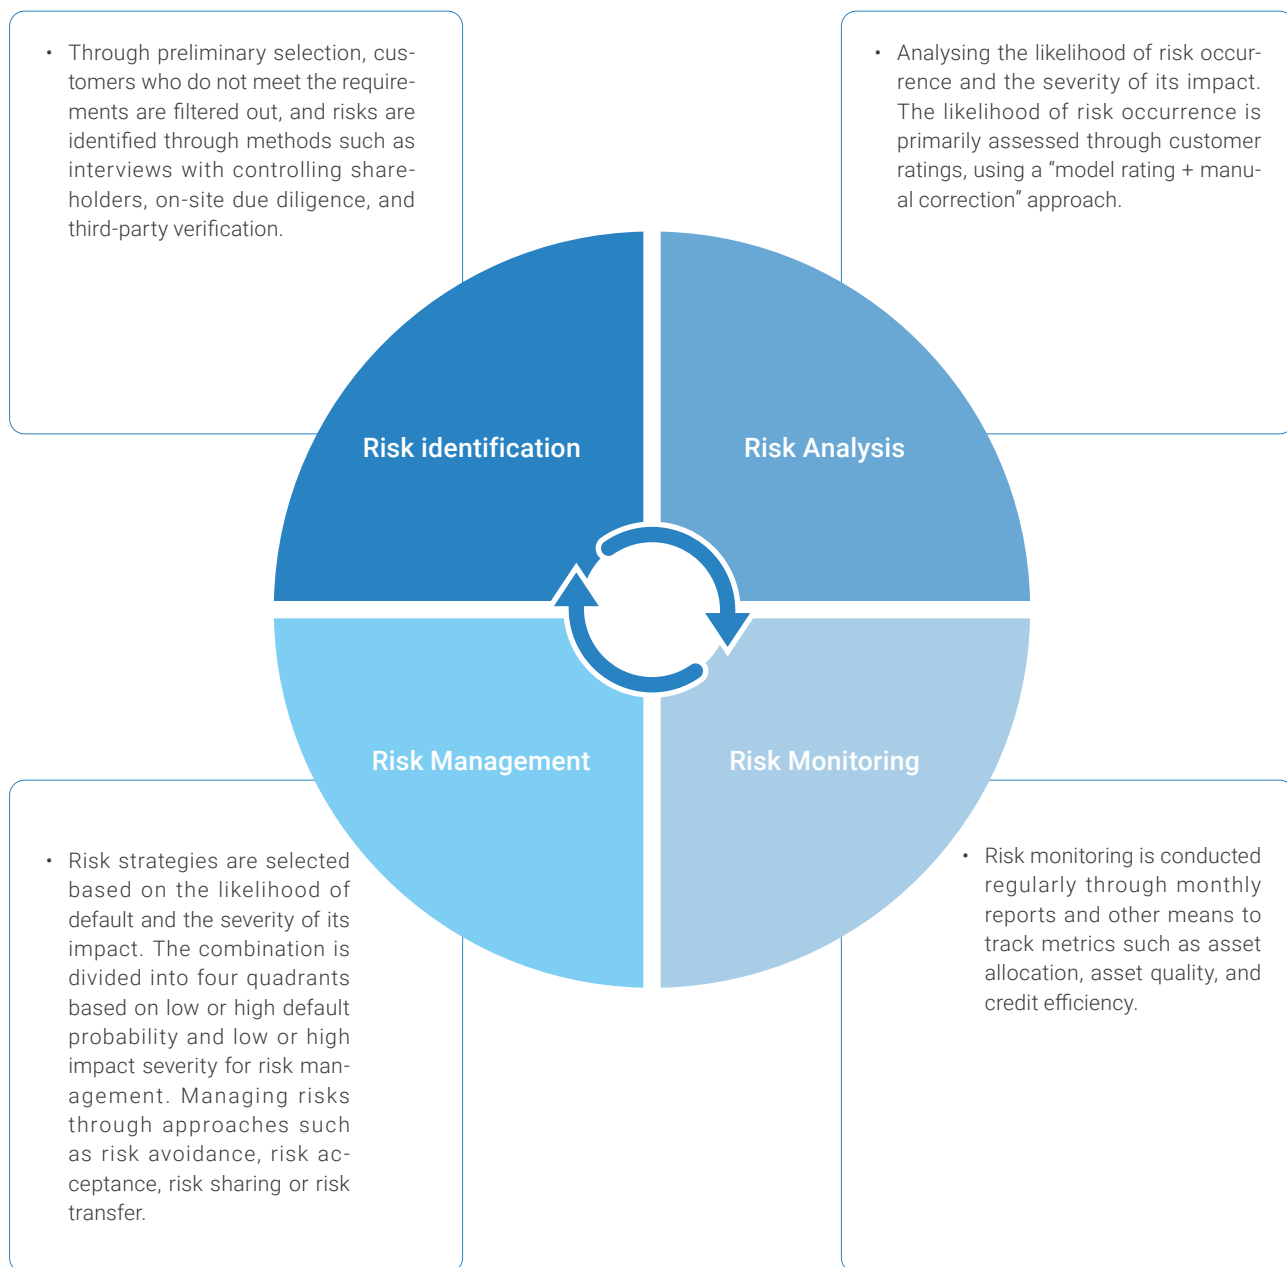 • Through preliminary selection, cus-
tomers who do not meet the require-
ments are filtered out, and risks are
identified through methods such as
interviews with controlling share-
holders, on-site due diligence, and
third-party verification.
• Analysing the likelihood of risk occur-
rence and the severity of its impact.
The likelihood of risk occurrence is
primarily assessed through customer
ratings, using a “model rating + manu-
al correction” approach.
Risk identification
Risk Analysis
Risk Management
Risk Monitoring
• Risk strategies are selected
based on the likelihood of
default and the severity of its
impact. The combination is
divided into four quadrants
based on low or high default
probability and low or high
impact severity for risk man-
agement. Managing risks
through approaches such
as risk avoidance, risk ac-
ceptance, risk sharing or risk
transfer.
• Risk monitoring is conducted
regularly through monthly
reports and other means to
track metrics such as asset
allocation, asset quality, and
credit efficiency.